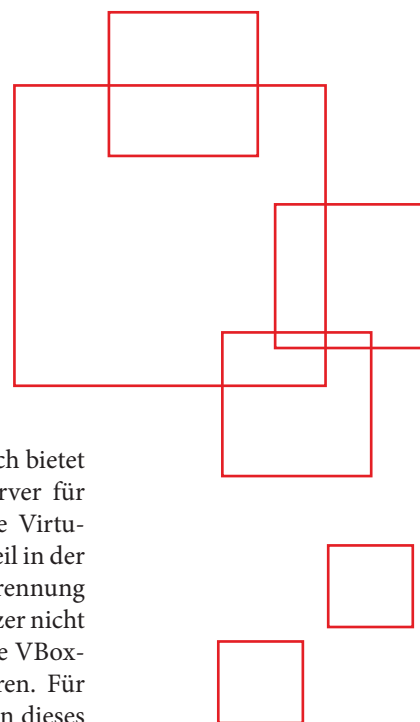 ch bietet
rver für
e Virtu-
eil in der
rennung
zer nicht
e VBox-
ren. Für
n dieses